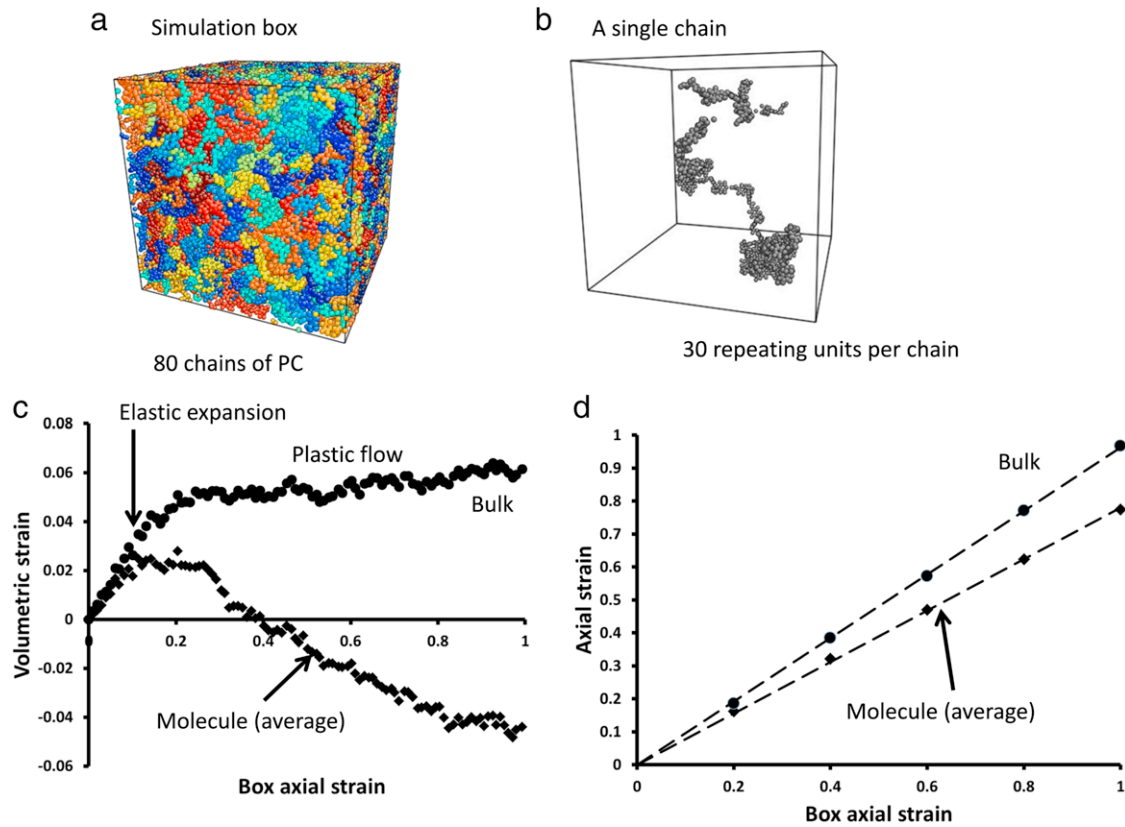 a
Simulation box
80 chains of PC
b
A single chain
30 repeating units per chain
c
Elastic expansion
0.08
0.06
0.04
0.02
0
-0.02
-0.04
-0.06
Volumetric strain
Plastic flow
Bulk
0
0.2
0.4
0.6
0.8
1
Molecule (average)
Box axial strain
d
1
0.9
0.8
0.7
0.6
0.5
0.4
0.3
0.2
0.1
0
Axial strain
Bulk
Molecule (average)
0
0.2
0.4
0.6
0.8
1
Box axial strain